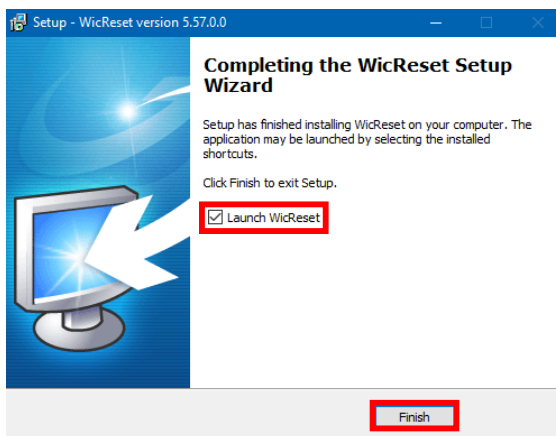 Setup - WicReset version 5.57.0.0
Completing the WicReset Setup
Wizard
Setup has finished installing WicReset on your computer. The
application may be launched by selecting the installed
shortcuts.
Click Finish to exit Setup.
Launch WicReset
Finish